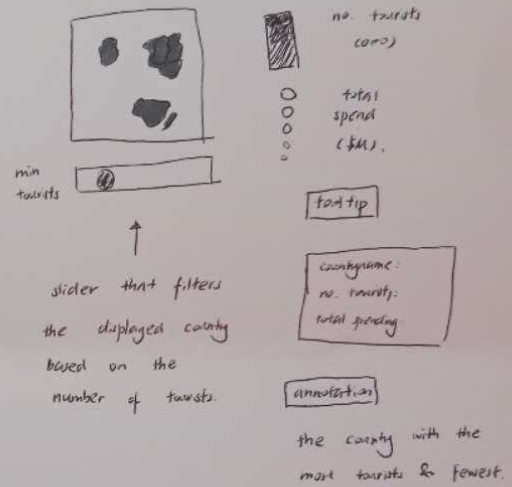 no. tourists
(000)
total
spend
($M).
min
tourists
tooltip
countyname:
no. tourists:
total spending
slider that filters
the displayed county
based on the
number of tourists.
annotation
the county with the
most tourists & fewest.